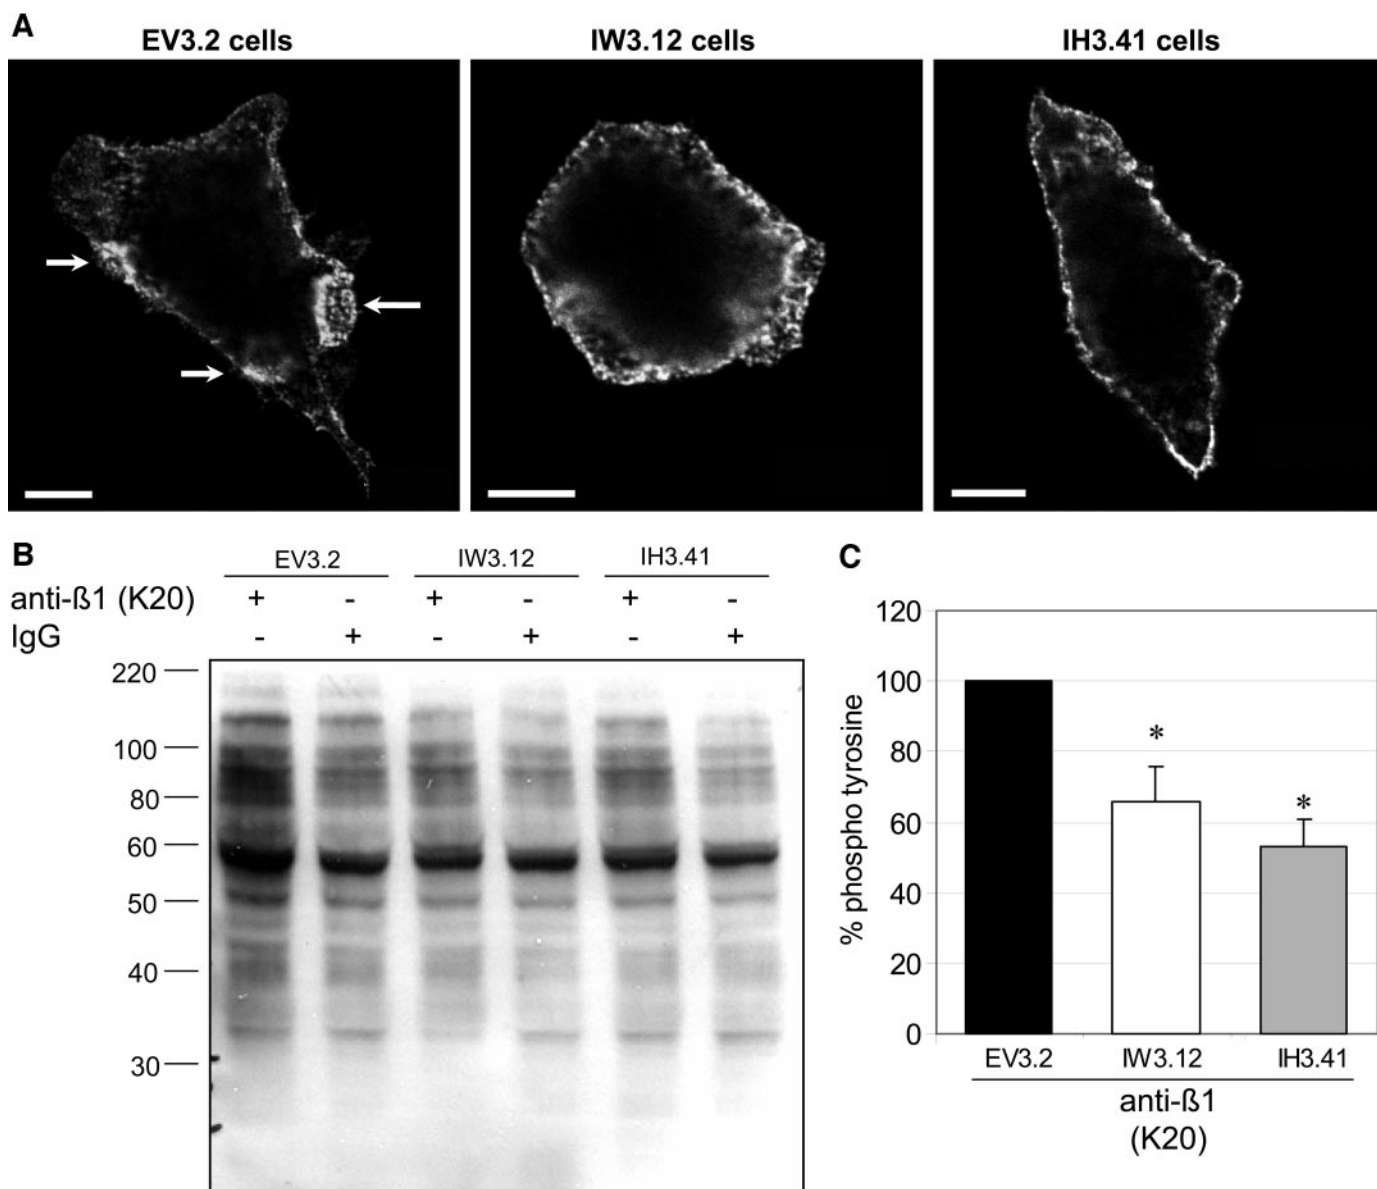 A
EV3.2 cells
IW3.12 cells
IH3.41 cells
B
EV3.2
IW3.12
IH3.41
anti-ß1 (K20)
+
-
+
-
+
-
IgG
-
+
-
+
-
+
220
100
80
60
50
40
30
C
% phospho tyrosine
120
100
80
60
40
20
0
*
*
EV3.2
IW3.12
IH3.41
anti-ß1
(K20)